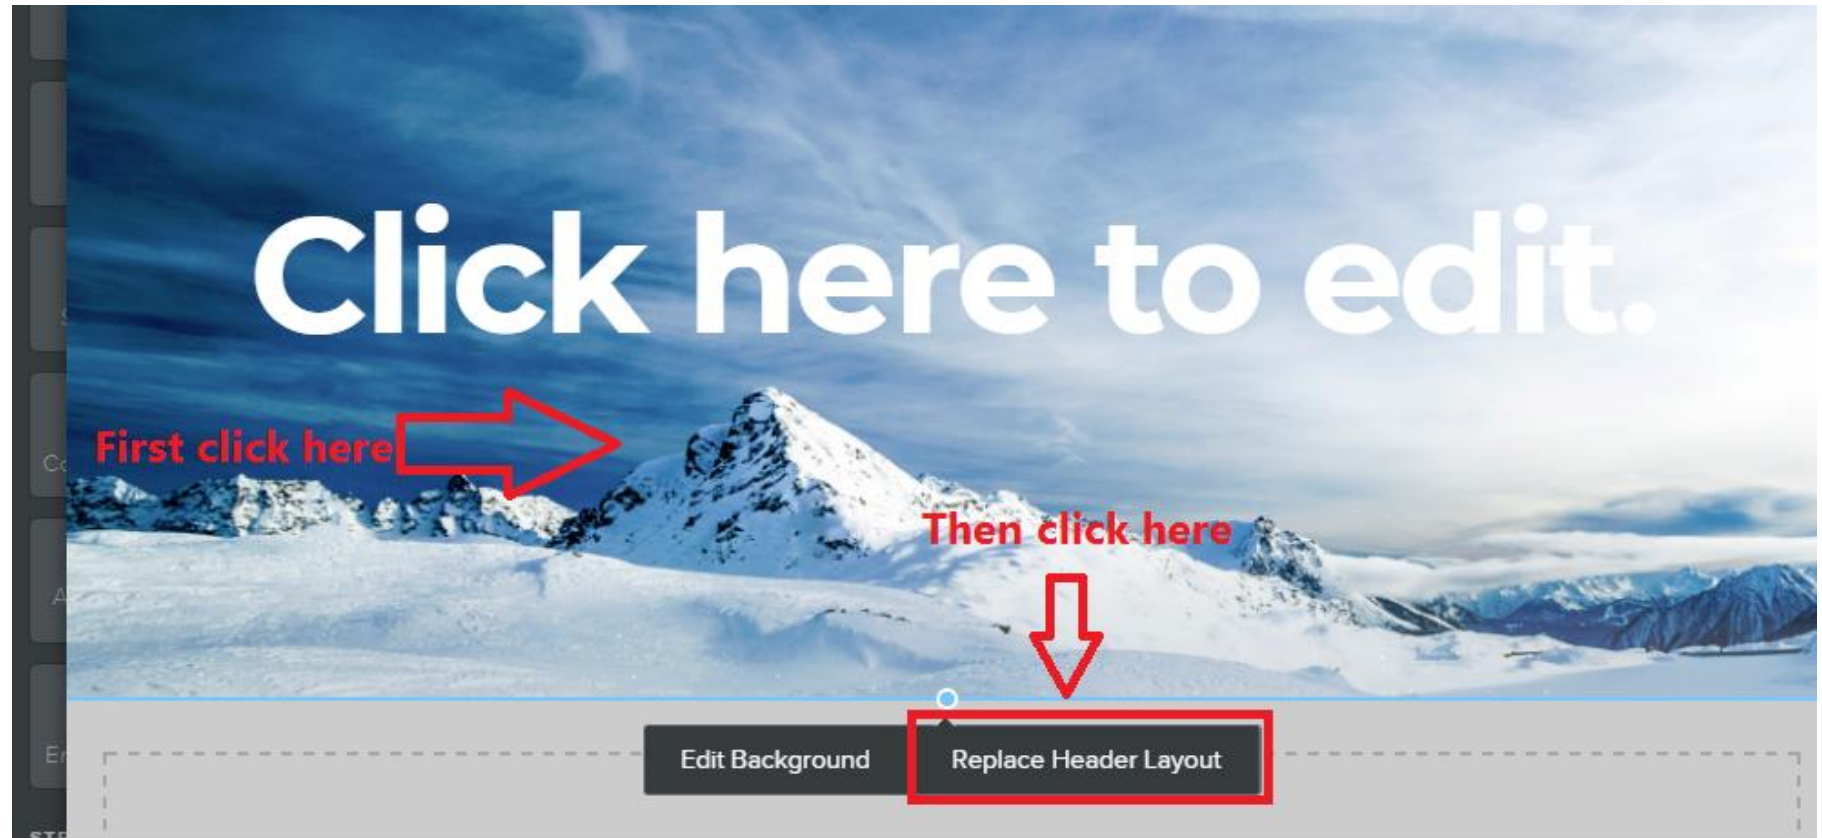 Click here to edit.
First click here
Then click here
Edit Background
Replace Header Layout